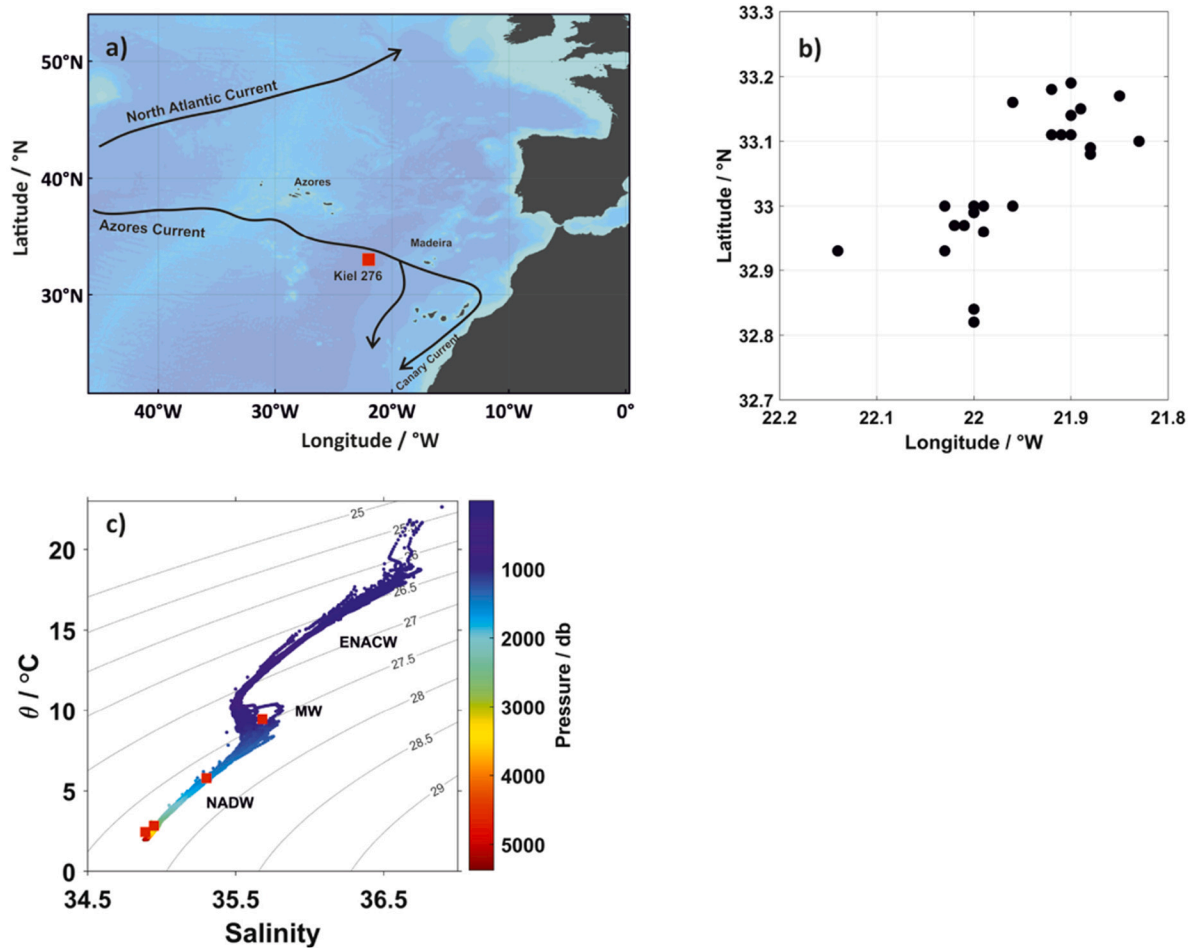 a)
50°N
40°N
30°N
Latitude / °N
North Atlantic Current
Azores
Azores Current
Madeira
Kiel 276
Canary Current
40°W 30°W 20°W 10°W 0°
Longitude / °W
b)
33.3
33.2
33.1
33
32.9
32.8
32.7
Latitude / °N
22.2 22.1 22 21.9 21.8
Longitude / °W
c)
20
15
10
5
0
θ / °C
25
25.5
26
26.5
27
27.5
28
28.5
29
ENACW
MW
NADW
34.5 35.5 36.5
Salinity
1000
2000
3000
4000
5000
Pressure / db